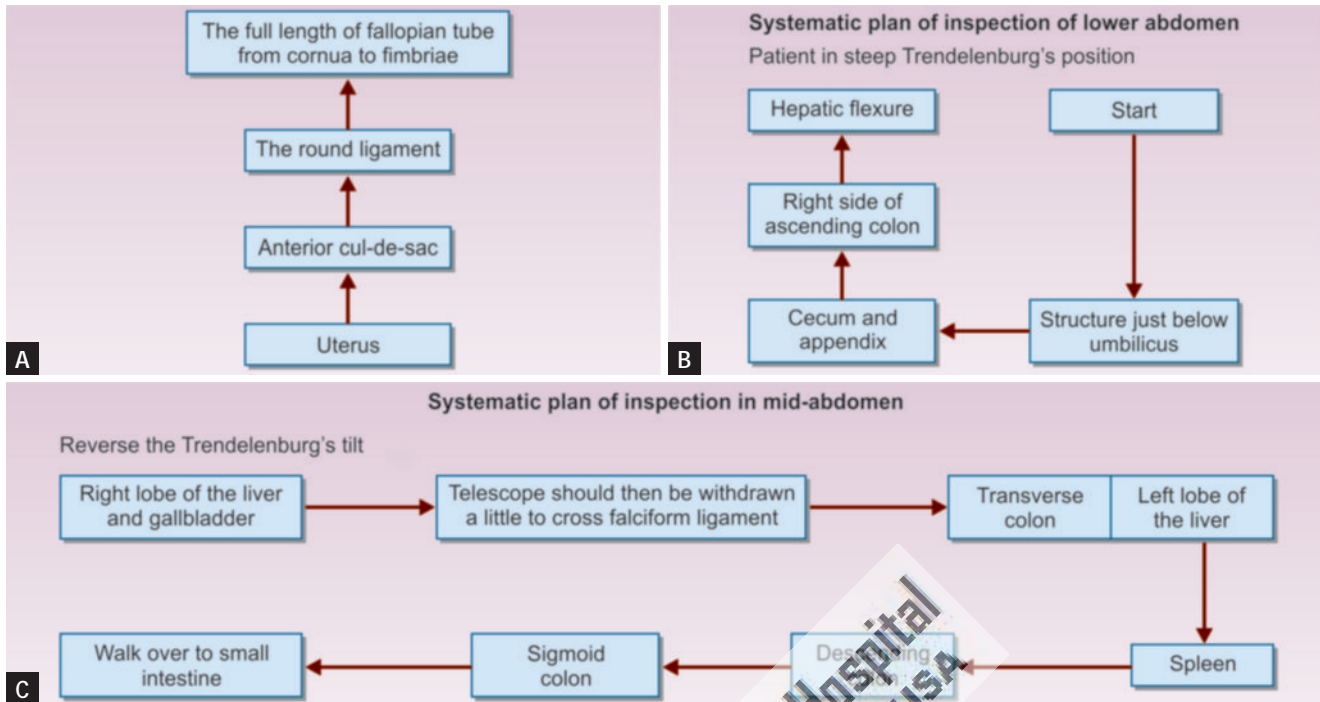 The full length of fallopian tube
from cornua to fimbriae
The round ligament
Anterior cul-de-sac
Uterus
A
Systematic plan of inspection of lower abdomen
Patient in steep Trendelenburg's position
Hepatic flexure
Start
Right side of
ascending colon
Cecum and
appendix
Structure just below
umbilicus
B
Systematic plan of inspection in mid-abdomen
Reverse the Trendelenburg's tilt
Right lobe of the liver
and gallbladder
Telescope should then be withdrawn
a little to cross falciform ligament
Transverse
colon
Left lobe of
the liver
Walk over to small
intestine
Sigmoid
colon
Descending
colon
Spleen
C
Hospital